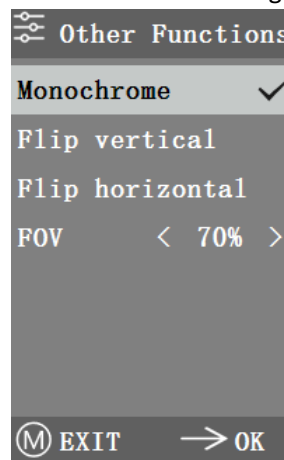 Other Functions
Monochrome
Flip vertical
Flip horizontal
FOV < 70% >
M EXIT → OK